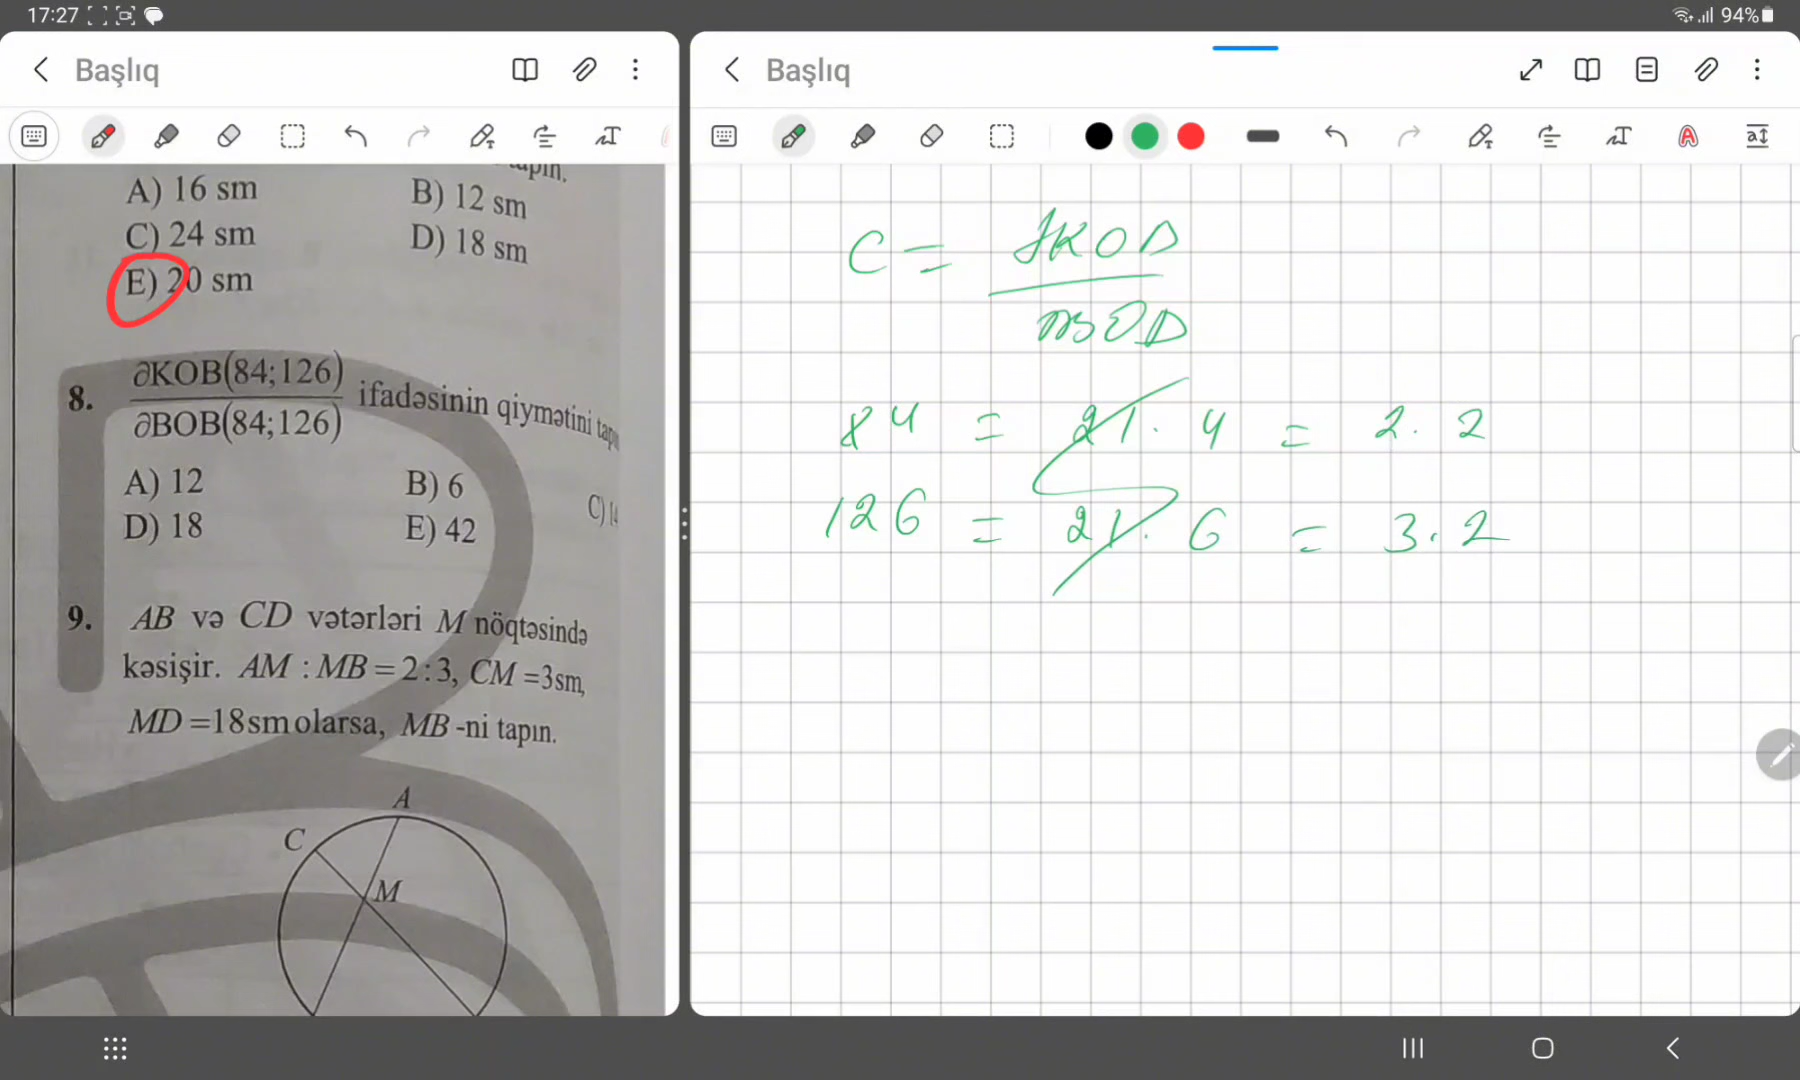 17:27
94%
Başlıq
Başlıq
A) 16 sm
B) 12 sm
C) 24 sm
D) 18 sm
E) 20 sm
8. ∂KOB(84;126)
∂BOB(84;126)
ifadəsinin qiymətini
A) 12
B) 6
D) 18
E) 42
9. AB və CD vətərləri M nöqtəsində
kəsişir. AM : MB = 2:3, CM = 3sm,
MD = 18sm olarsa, MB -ni tapın.
A
C
M
84 = 21. 4 = 2. 2
126 = 21. 6 = 3. 2